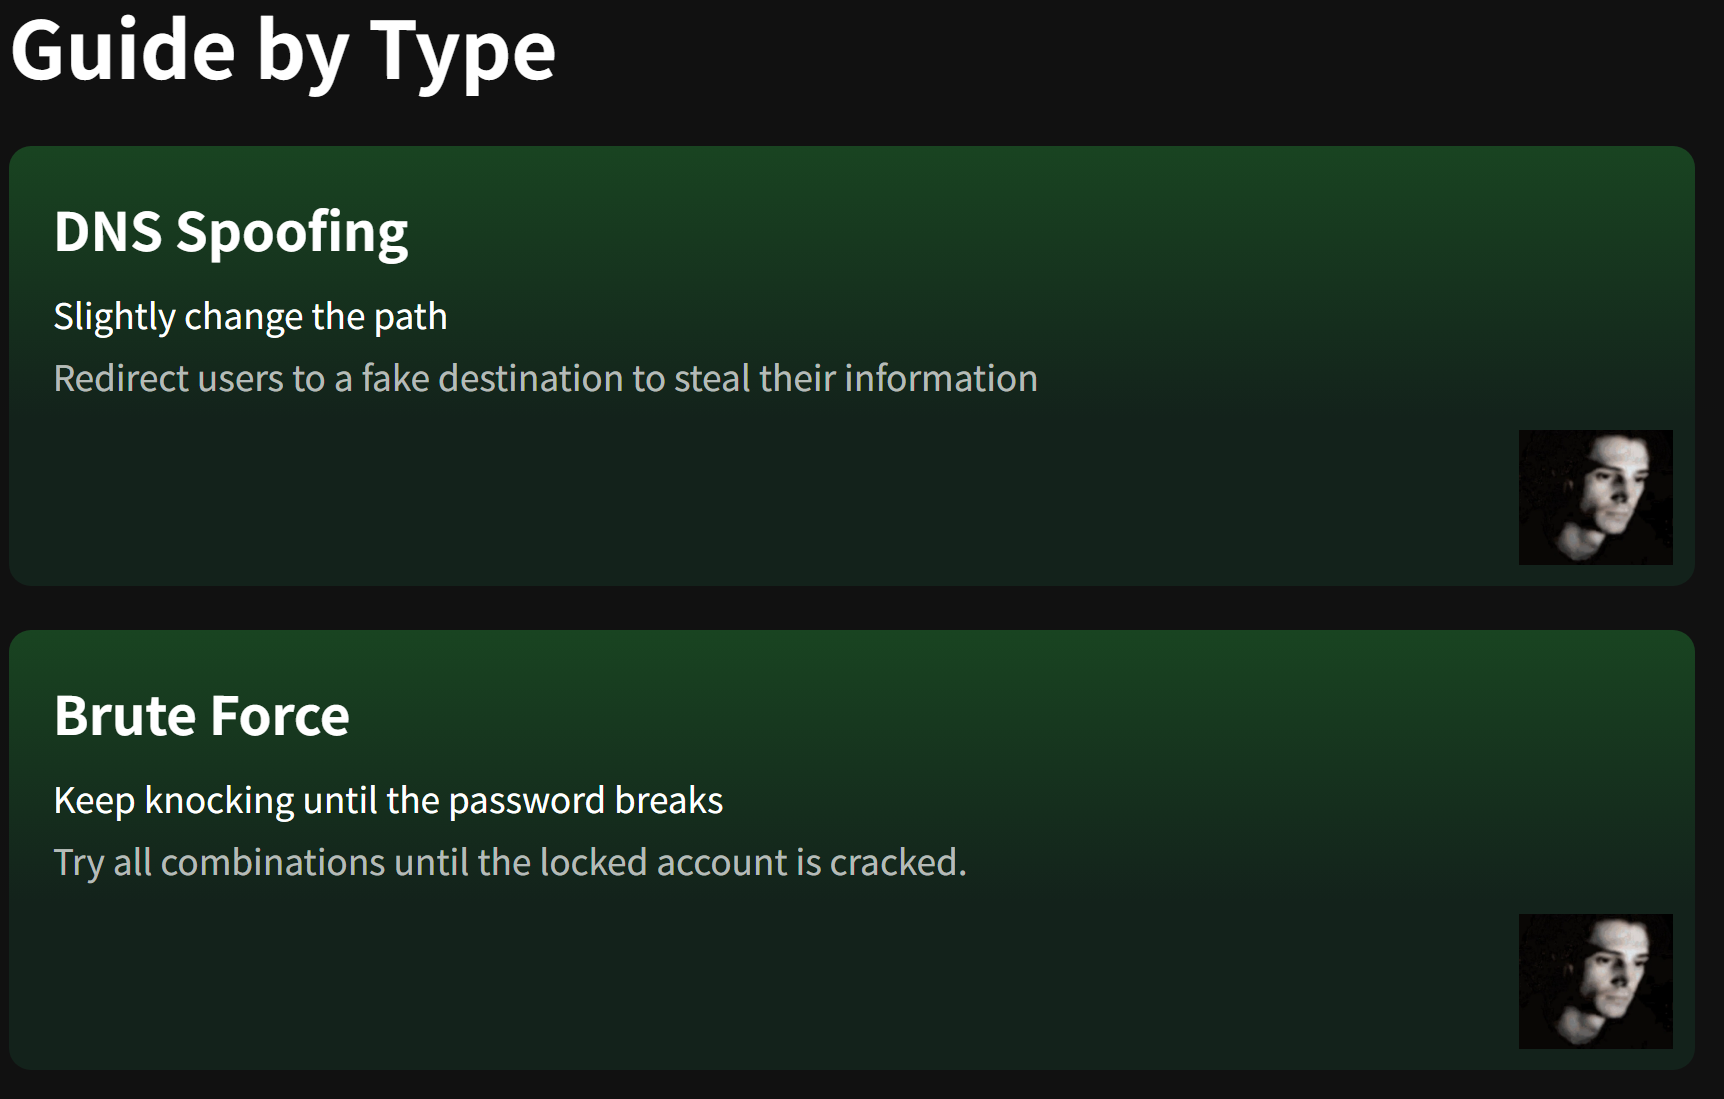 Guide by Type
DNS Spoofing
Slightly change the path
Redirect users to a fake destination to steal their information
Brute Force
Keep knocking until the password breaks
Try all combinations until the locked account is cracked.